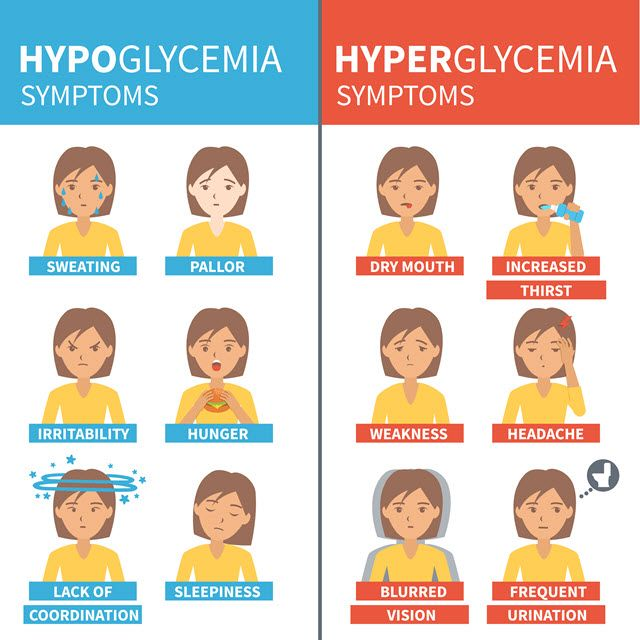 HYPOGLYCEMIA
SYMPTOMS
SWEATING
PALLOR
IRRITABILITY
HUNGER
LACK OF
COORDINATION
SLEEPINESS
HYPERGLYCEMIA
SYMPTOMS
DRY MOUTH
INCREASED
THIRST
WEAKNESS
HEADACHE
BLURRED
VISION
FREQUENT
URINATION